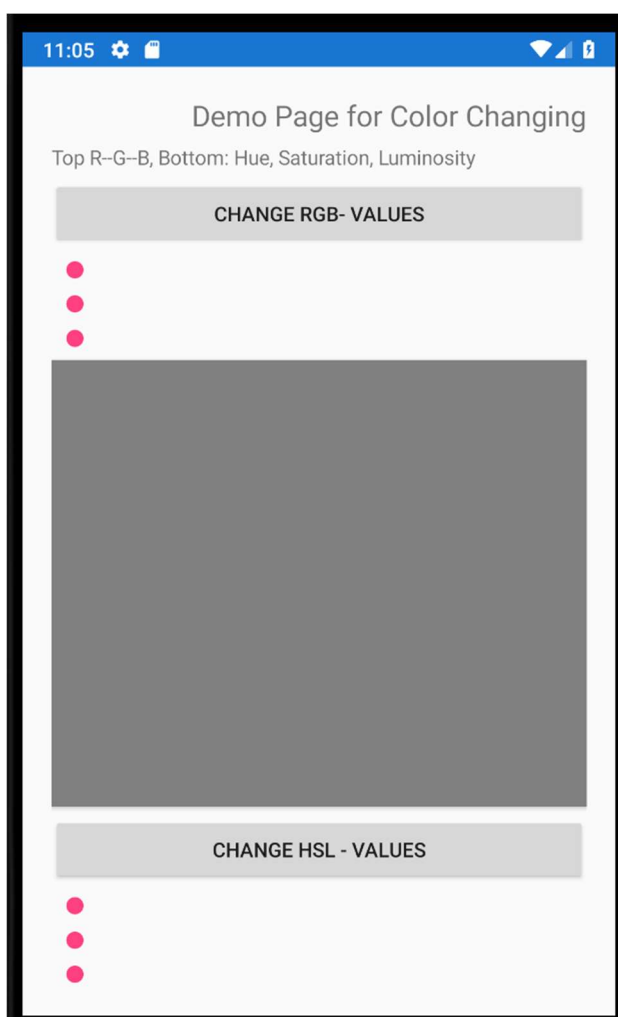 11:05
Demo Page for Color Changing
Top R--G--B, Bottom: Hue, Saturation, Luminosity
CHANGE RGB- VALUES
CHANGE HSL - VALUES